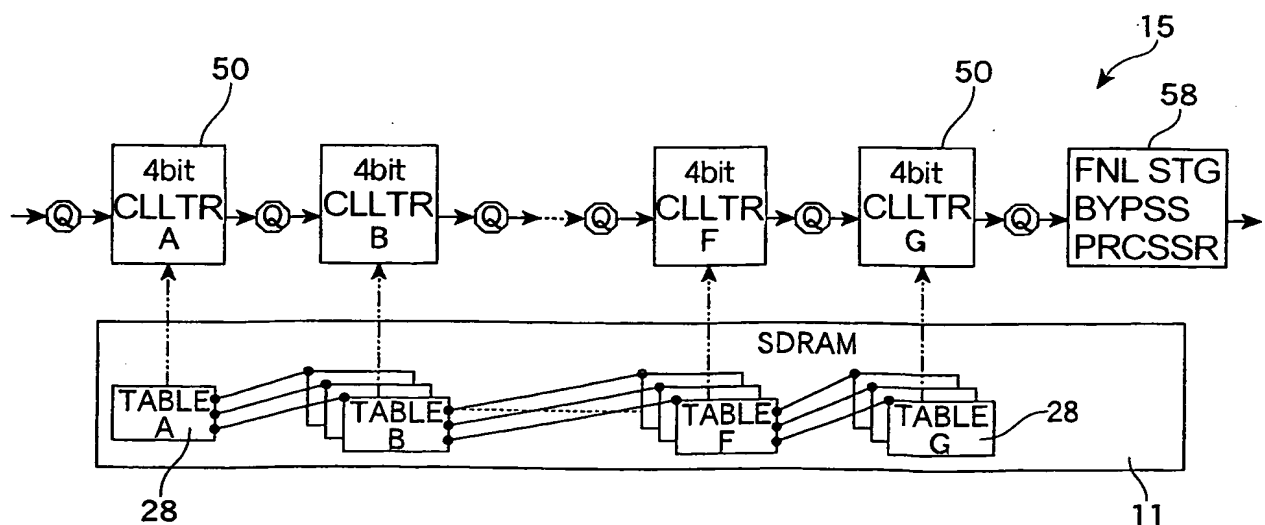 15
50
50
58
4bit
CLLTR
A
4bit
CLLTR
B
4bit
CLLTR
F
4bit
CLLTR
G
FNL STG
BYPSS
PRCSSR
Q
Q
Q
Q
Q
Q
SDRAM
TABLE
A
TABLE
B
TABLE
F
TABLE
G
28
28
11